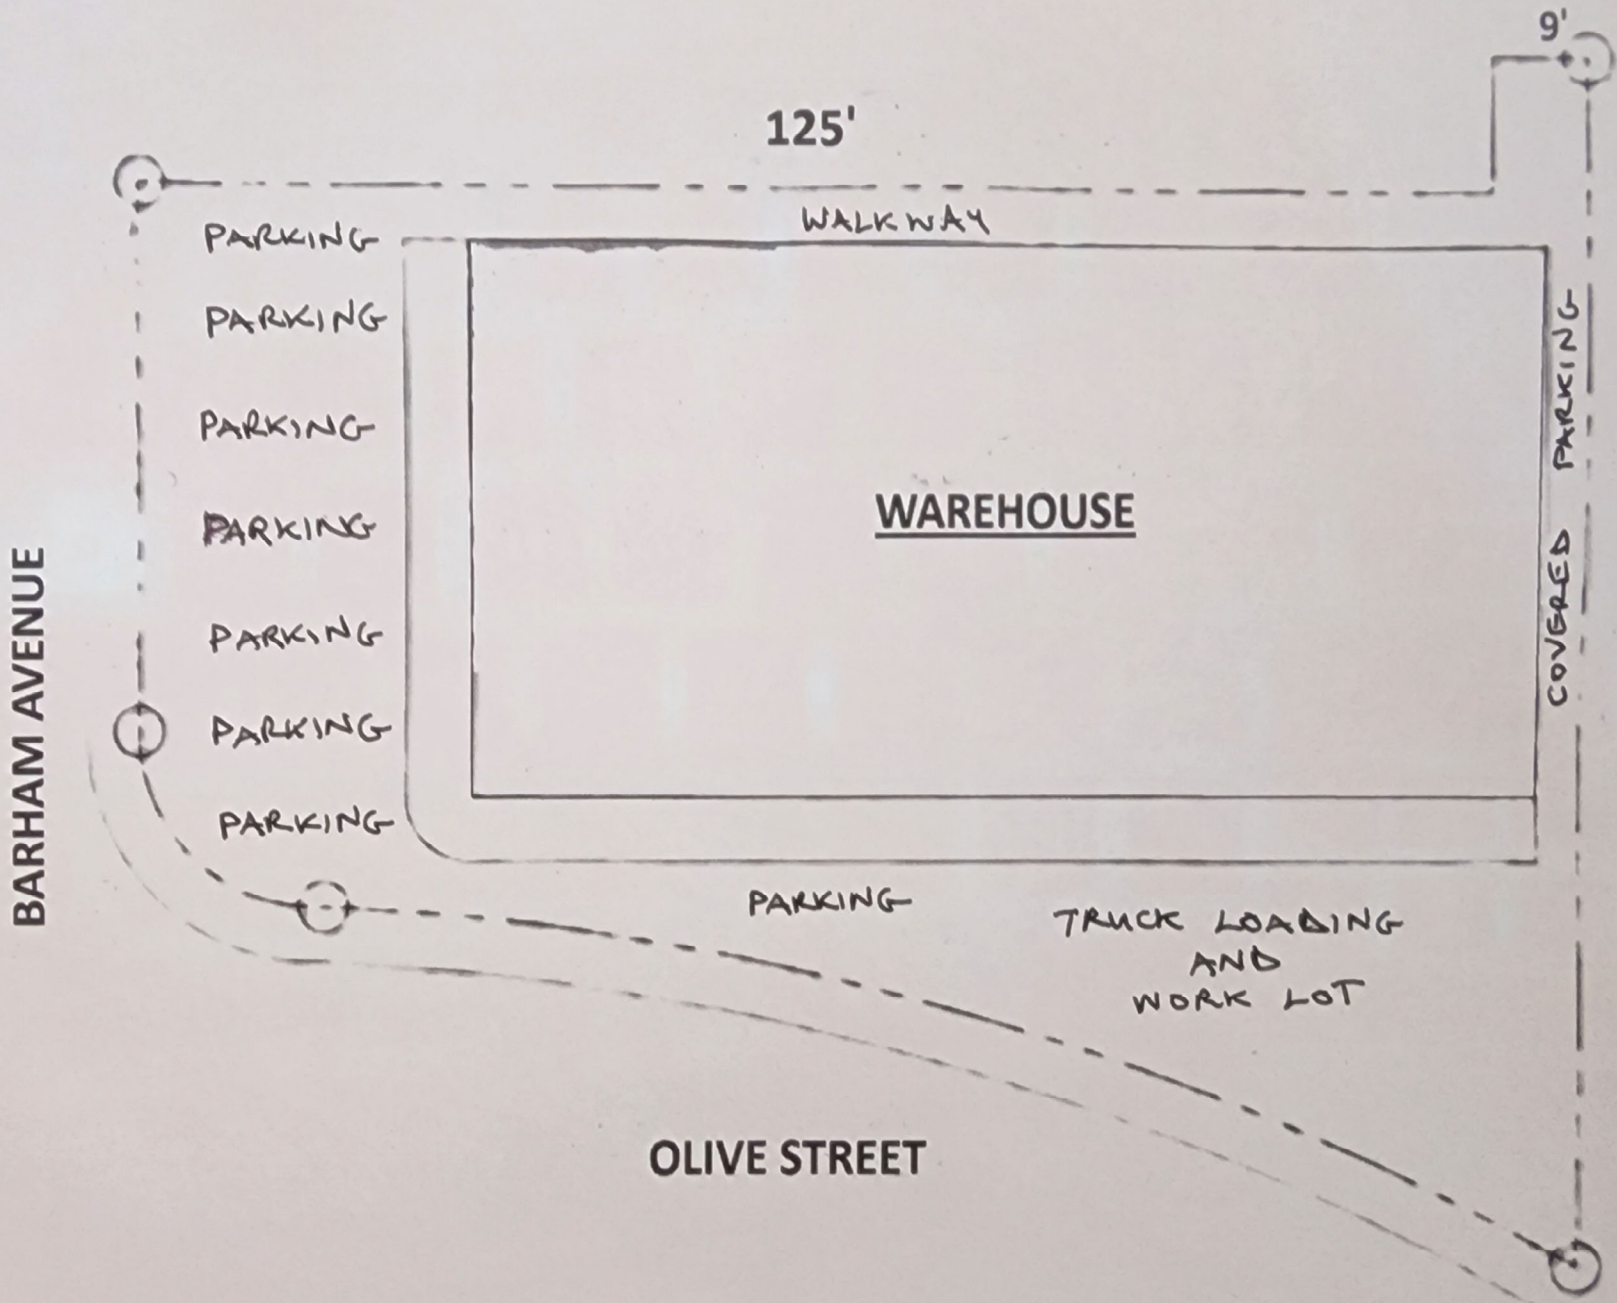 9'
125'
WALKWAY
PARKING
PARKING
PARKING
PARKING
PARKING
PARKING
PARKING
WAREHOUSE
COVERED PARKING
BARHAM AVENUE
PARKING
TRUCK LOADING
AND
WORK LOT
OLIVE STREET